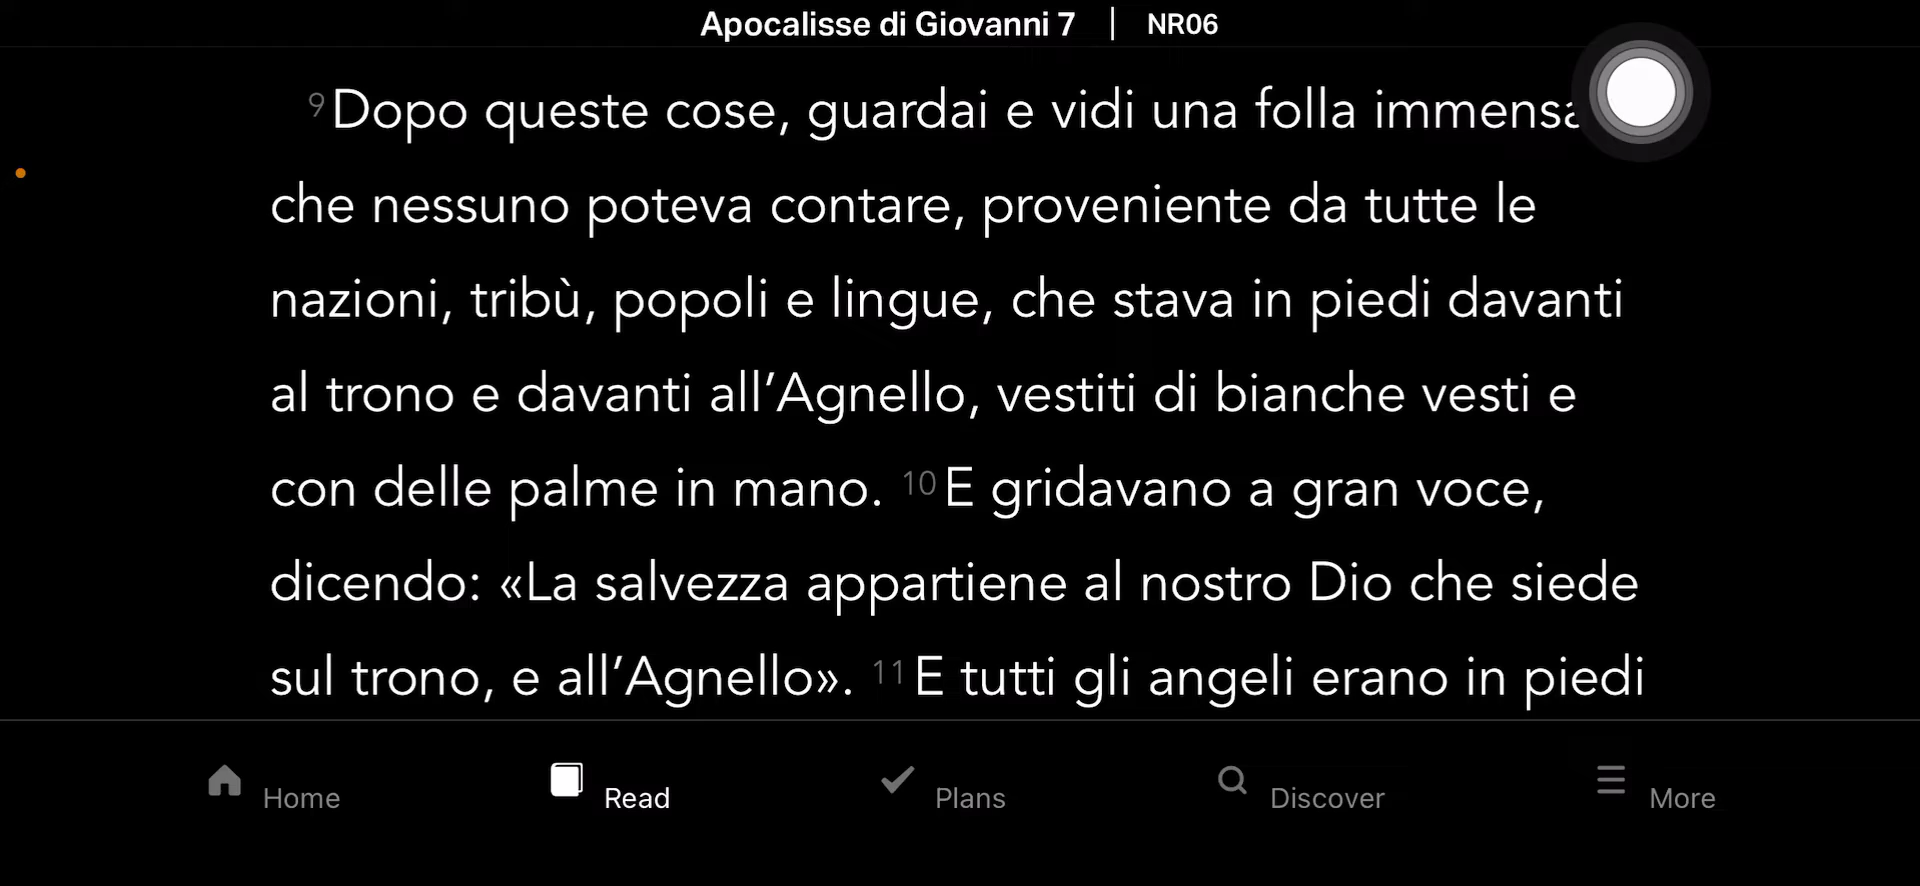 Apocalisse di Giovanni 7 | NR06
9 Dopo queste cose, guardai e vidi una folla immensa
che nessuno poteva contare, proveniente da tutte le
nazioni, tribù, popoli e lingue, che stava in piedi davanti
al trono e davanti all’Agnello, vestiti di bianche vesti e
con delle palme in mano. 10 E gridavano a gran voce,
dicendo: «La salvezza appartiene al nostro Dio che siede
sul trono, e all’Agnello». 11 E tutti gli angeli erano in piedi
Home Read Plans Discover More